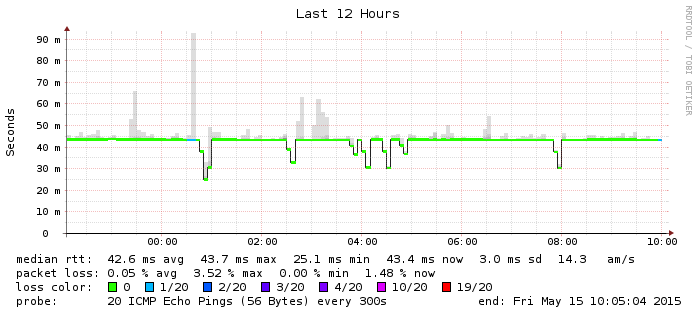 Last 12 Hours
RRDTOOL / TOBI OETIKER
Seconds
90 m
80 m
70 m
60 m
50 m
40 m
30 m
20 m
10 m
0
00:00 02:00 04:00 06:00 08:00 10:00
median rtt: 42.6 ms avg 43.7 ms max 25.1 ms min 43.4 ms now 3.0 ms sd 14.3 am/s
packet loss: 0.05 % avg 3.52 % max 0.00 % min 1.48 % now
loss color: 0 1/20 2/20 3/20 4/20 10/20 19/20
probe: 20 ICMP Echo Pings (56 Bytes) every 300s end: Fri May 15 10:05:04 2015